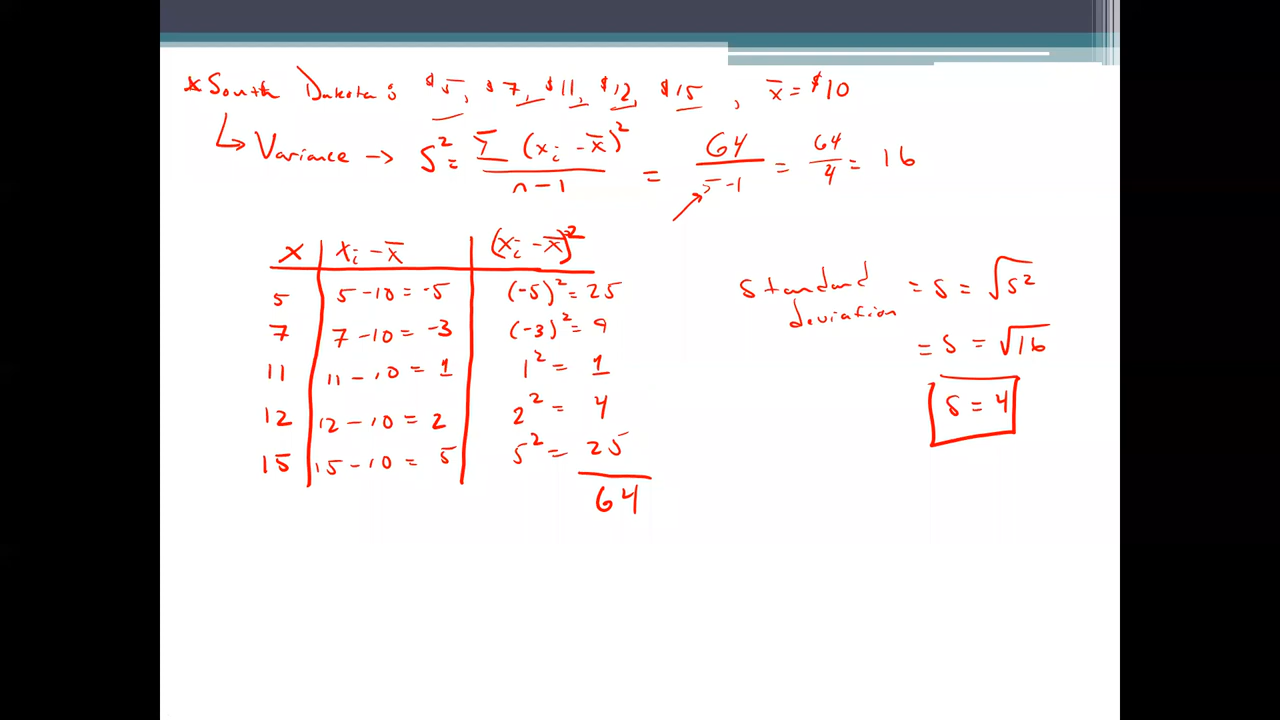 *South Dakota: $5, $7, $11, $12, $15, x̄ = $10
↳ Variance → s² = Σ (xᵢ - x̄)² / n - 1 = 64 / 5 - 1 = 64 / 4 = 16
x | xᵢ - x̄ | (xᵢ - x̄)²
5 | 5 - 10 = -5 | (-5)² = 25
7 | 7 - 10 = -3 | (-3)² = 9
11 | 11 - 10 = 1 | 1² = 1
12 | 12 - 10 = 2 | 2² = 4
15 | 15 - 10 = 5 | 5² = 25
64
Standard deviation = s = √s²
= s = √16
s = 4